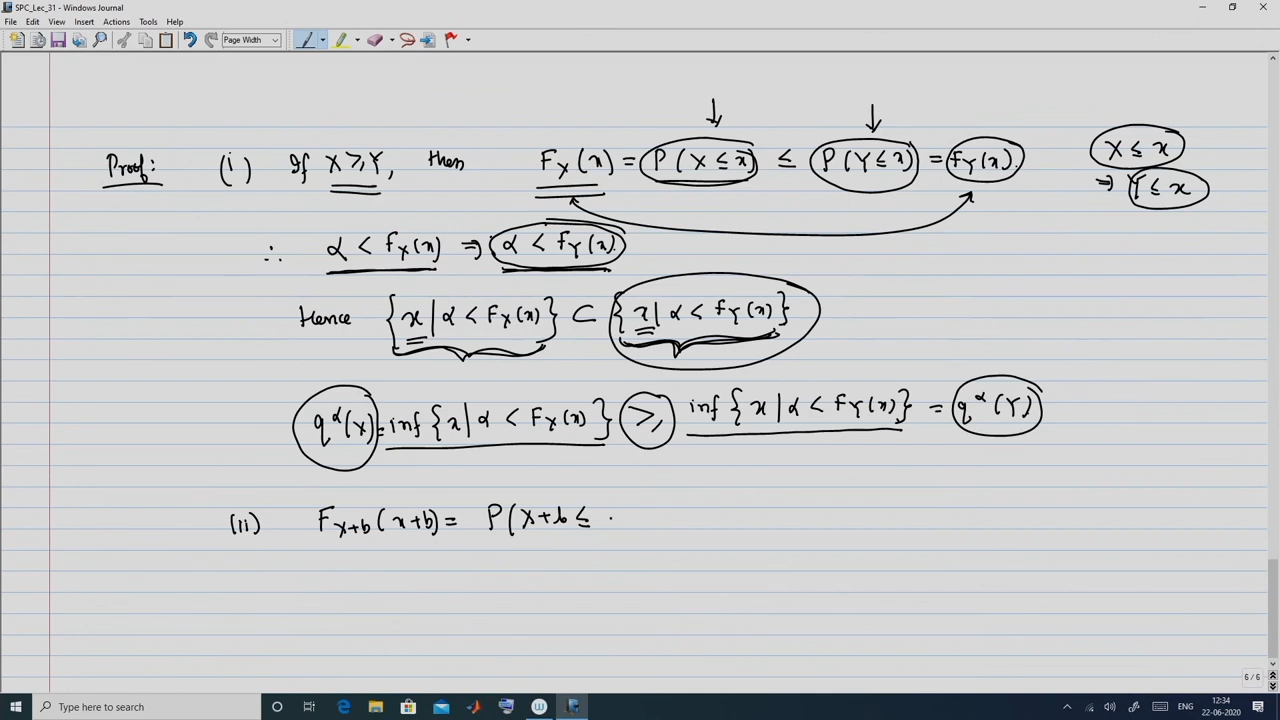 SPC_Lec_31 - Windows Journal
File Edit View Insert Actions Tools Help
Page Width
Proof: (i) If X ≥ Y, then F_X(x) = P(X ≤ x) ≤ P(Y ≤ x) = F_Y(x). X ≤ x
⇒ Y ≤ x
∴ α < F_X(x) ⇒ α < F_Y(x).
Hence {x | α < F_X(x)} ⊂ {x | α < F_Y(x)}
q^α(X) = inf{x | α < F_X(x)} ≥, inf{x | α < F_Y(x)} = q^α(Y)
(ii) F_{X+b}(x+b) = P(X+b ≤
6 / 6
Type here to search
ENG
12:34
22-06-2020